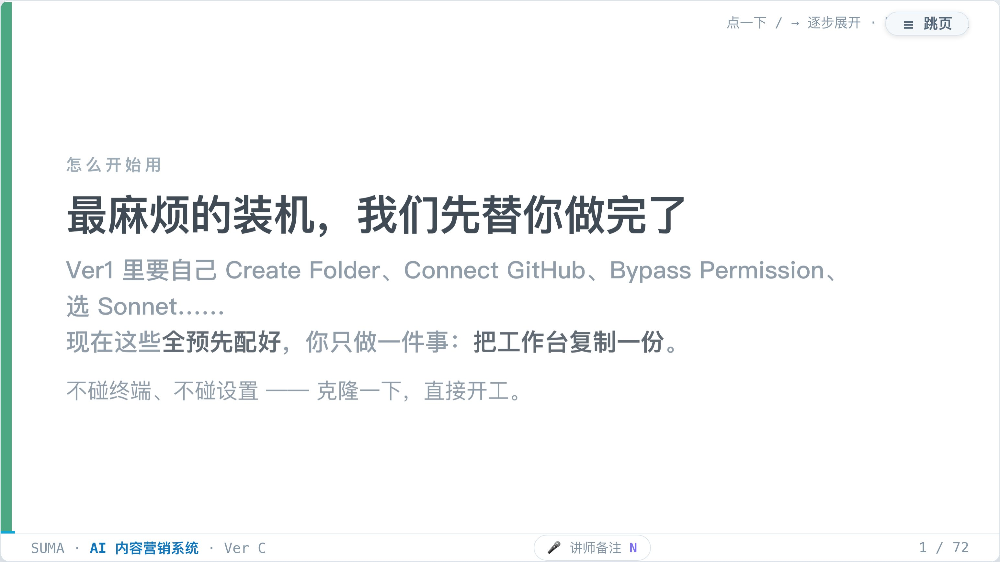 点一下 / → 逐步展开 ·
≡ 跳页
怎么开始用
最麻烦的装机，我们先替你做完了
Ver1 里要自己 Create Folder、Connect GitHub、Bypass Permission、
选 Sonnet……
现在这些全预先配好，你只做一件事：把工作台复制一份。
不碰终端、不碰设置 —— 克隆一下，直接开工。
SUMA · AI 内容营销系统 · Ver C
🎤 讲师备注 N
1 / 72